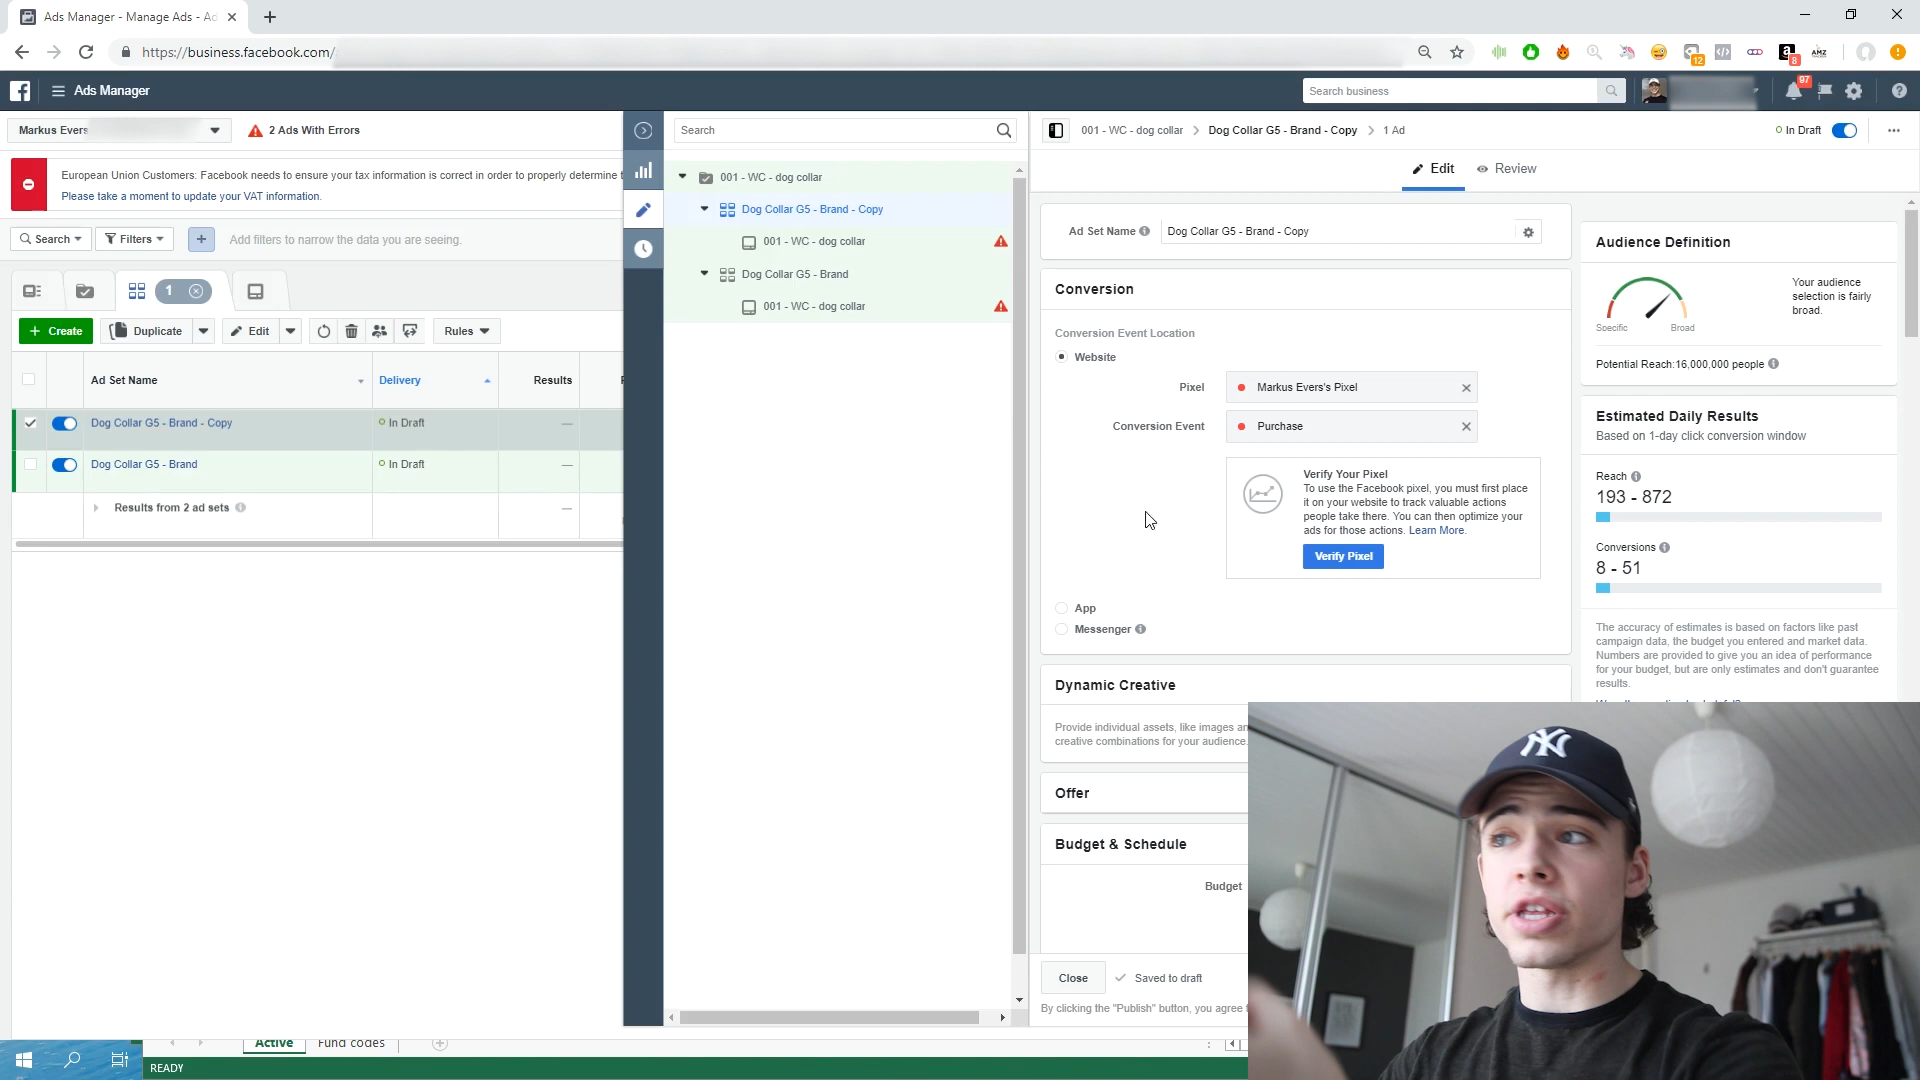 Ads Manager - Manage Ads - Ad
https://business.facebook.com/
12
8
AMZ
Ads Manager
Search business
97
Markus Evers
2 Ads With Errors
European Union Customers: Facebook needs to ensure your tax information is correct in order to properly determine t
Please take a moment to update your VAT information.
Search
Filters
Add filters to narrow the data you are seeing.
1
Create
Duplicate
Edit
Rules
Ad Set Name
Delivery
Results
Dog Collar G5 - Brand - Copy
In Draft
—
Dog Collar G5 - Brand
In Draft
—
Results from 2 ad sets
—
Search
001 - WC - dog collar
Dog Collar G5 - Brand - Copy
001 - WC - dog collar
Dog Collar G5 - Brand
001 - WC - dog collar
001 - WC - dog collar
Dog Collar G5 - Brand - Copy
1 Ad
In Draft
Edit
Review
Ad Set Name
Dog Collar G5 - Brand - Copy
Conversion
Conversion Event Location
Website
Pixel
Markus Evers's Pixel
Conversion Event
Purchase
Verify Your Pixel
To use the Facebook pixel, you must first place
it on your website to track valuable actions
people take there. You can then optimize your
ads for those actions. Learn More.
Verify Pixel
App
Messenger
Dynamic Creative
Provide individual assets, like images an
creative combinations for your audience.
Offer
Budget & Schedule
Budget
Close
Saved to draft
By clicking the "Publish" button, you agree t
Audience Definition
Specific
Broad
Your audience
selection is fairly
broad.
Potential Reach:16,000,000 people
Estimated Daily Results
Based on 1-day click conversion window
Reach
193 - 872
Conversions
8 - 51
The accuracy of estimates is based on factors like past
campaign data, the budget you entered and market data.
Numbers are provided to give you an idea of performance
for your budget, but are only estimates and don't guarantee
results.
NY
Active
Fund codes
READY